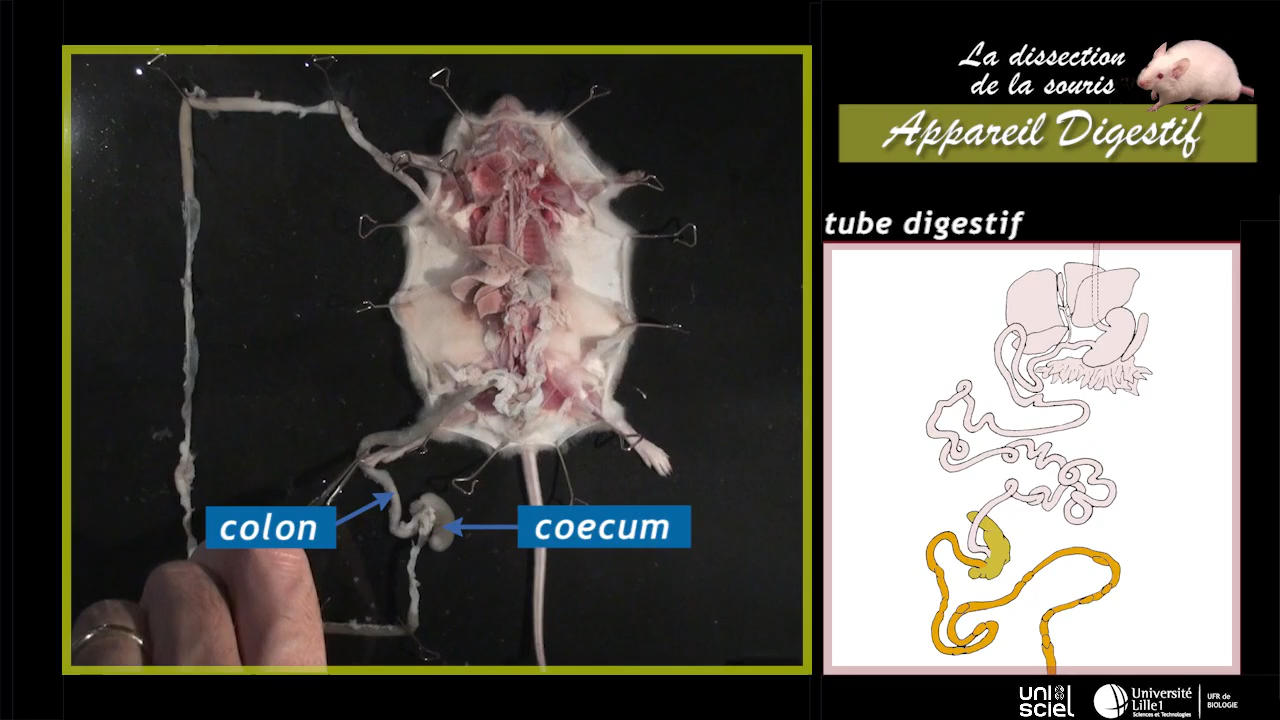 La dissection
de la souris
Appareil Digestif
tube digestif
colon
coecum
uni
sciel
Université
Lille1
Sciences et Technologies
UFR de
BIOLOGIE